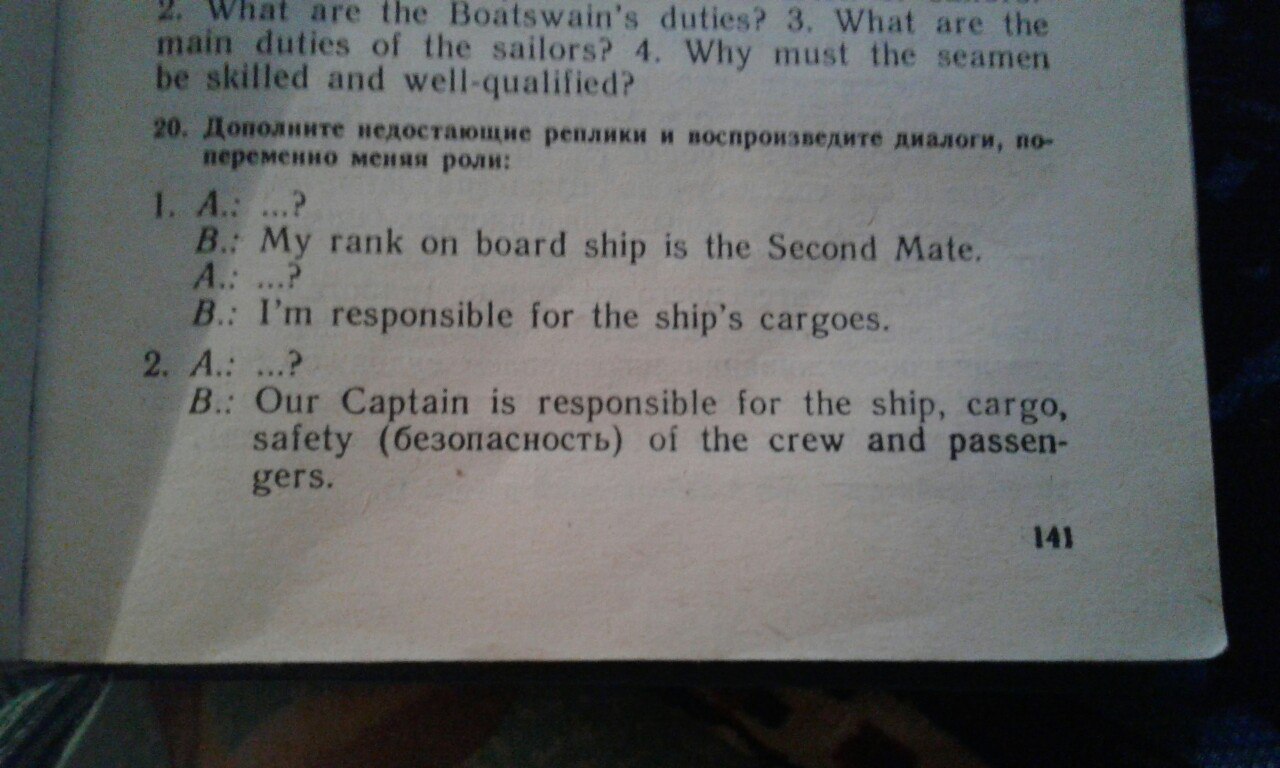 2. What are the Boatswain's duties? 3. What are the
main duties of the sailors? 4. Why must the seamen
be skilled and well-qualified?
20. Дополните недостающие реплики и воспроизведите диалоги, по-
переменно меняя роли:
1. A.: ...?
B.: My rank on board ship is the Second Mate.
A.: ...?
B.: I'm responsible for the ship's cargoes.
2. A.: ...?
B.: Our Captain is responsible for the ship, cargo,
safety (безопасность) of the crew and passen-
gers.
141